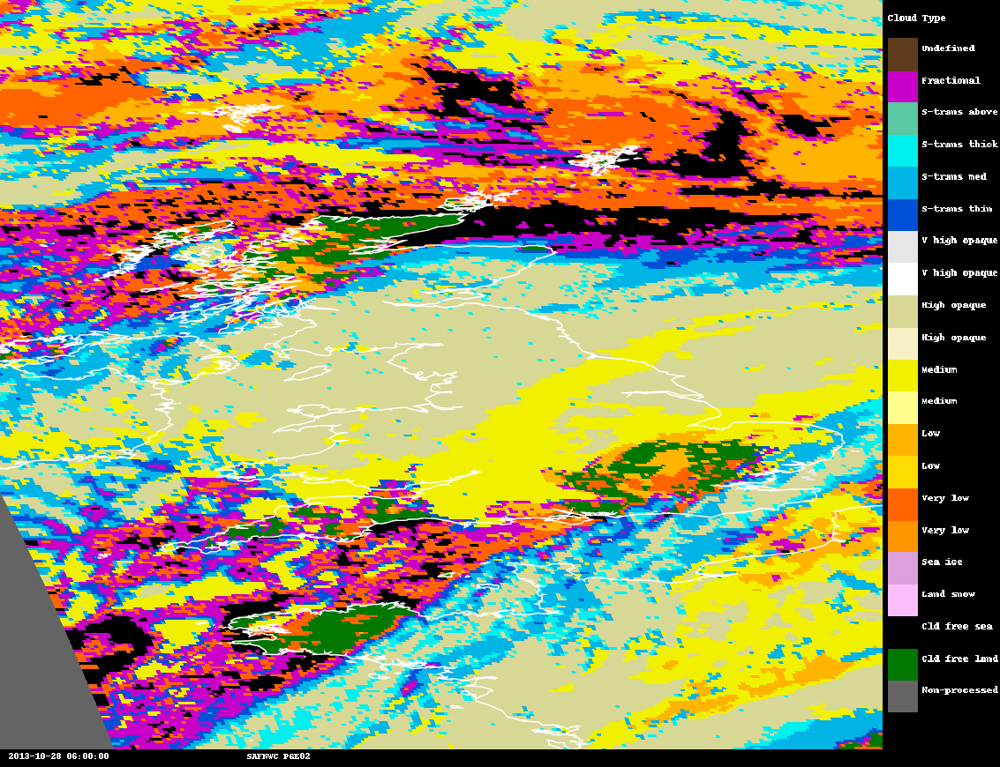 Cloud Type
Undefined
Fractional
S-trans above
S-trans thick
S-trans med
S-trans thin
V high opaque
V high opaque
High opaque
High opaque
Medium
Medium
Low
Low
Very low
Very low
Sea ice
Land snow
Cld free sea
Cld free land
Non-processed
2013-10-28 06:00:00 SAFNWC PGE02